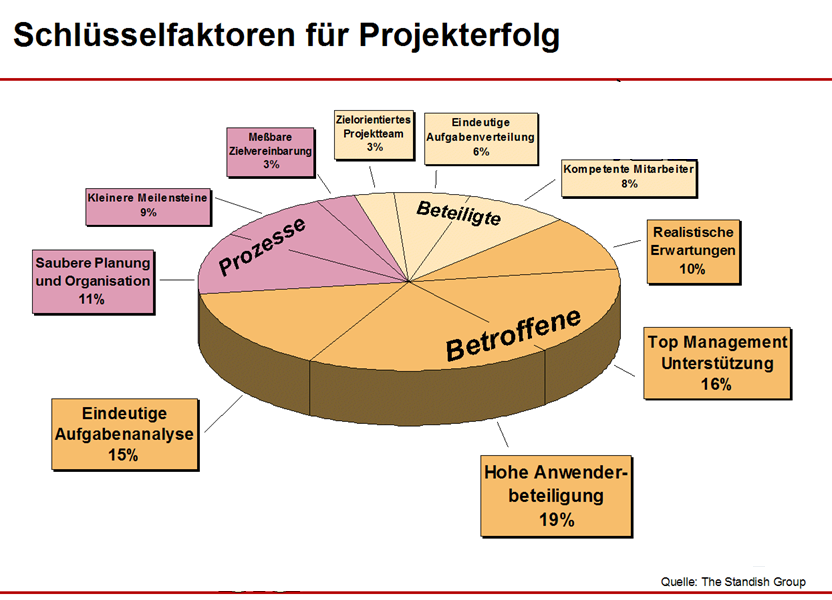 Schlüsselfaktoren für Projekterfolg
Zielorientiertes
Projektteam
3%
Eindeutige
Aufgabenverteilung
6%
Meßbare
Zielvereinbarung
3%
Kompetente Mitarbeiter
8%
Kleinere Meilensteine
9%
Beteiligte
Prozesse
Realistische
Erwartungen
10%
Saubere Planung
und Organisation
11%
Betroffene
Top Management
Unterstützung
16%
Eindeutige
Aufgabenanalyse
15%
Hohe Anwender-
beteiligung
19%
Quelle: The Standish Group